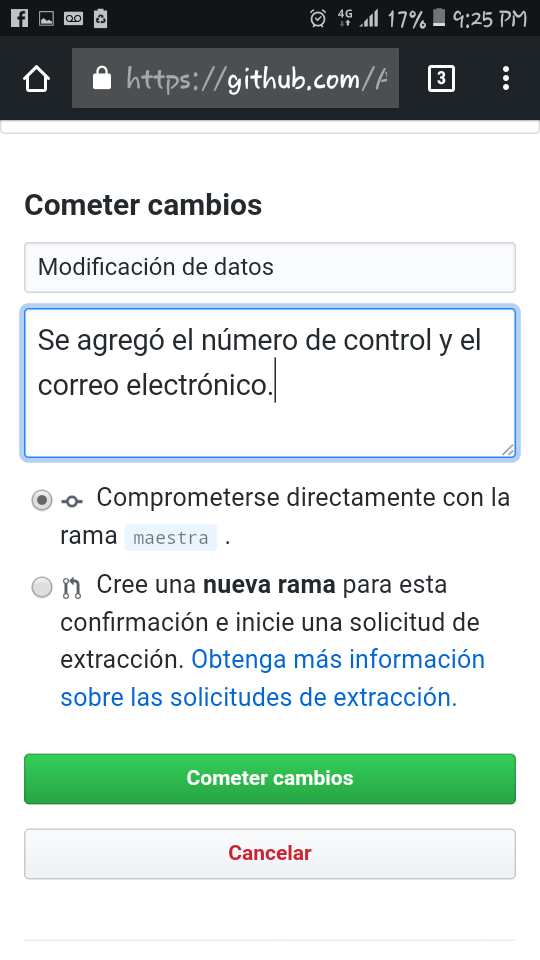 4G 17% 9:25 PM
https://github.com/A
3
Cometer cambios
Modificación de datos
Se agregó el número de control y el
correo electrónico.
Comprometerse directamente con la
rama maestra .
Cree una nueva rama para esta
confirmación e inicie una solicitud de
extracción. Obtenga más información
sobre las solicitudes de extracción.
Cometer cambios
Cancelar